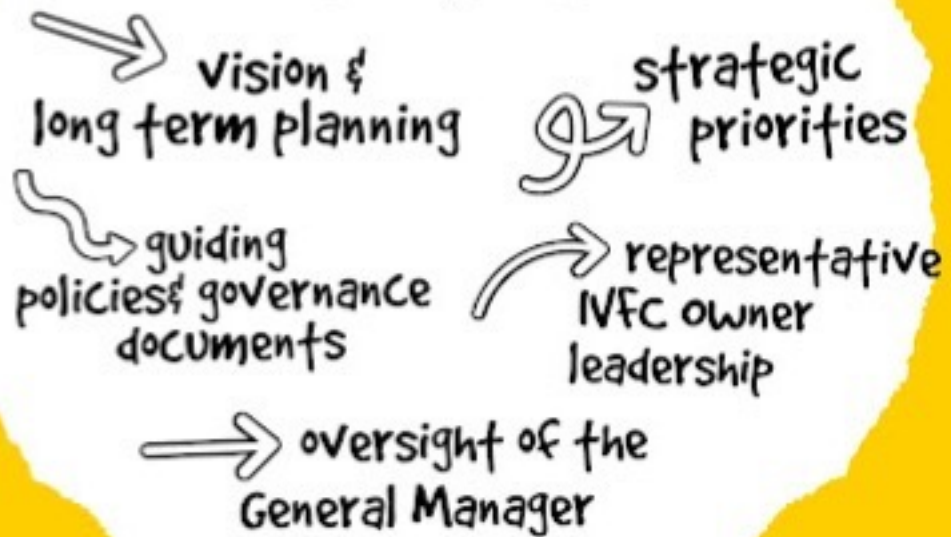 vision &
long term planning
strategic
priorities
guiding
policies& governance
documents
representative
IVFC owner
leadership
oversight of the
General Manager